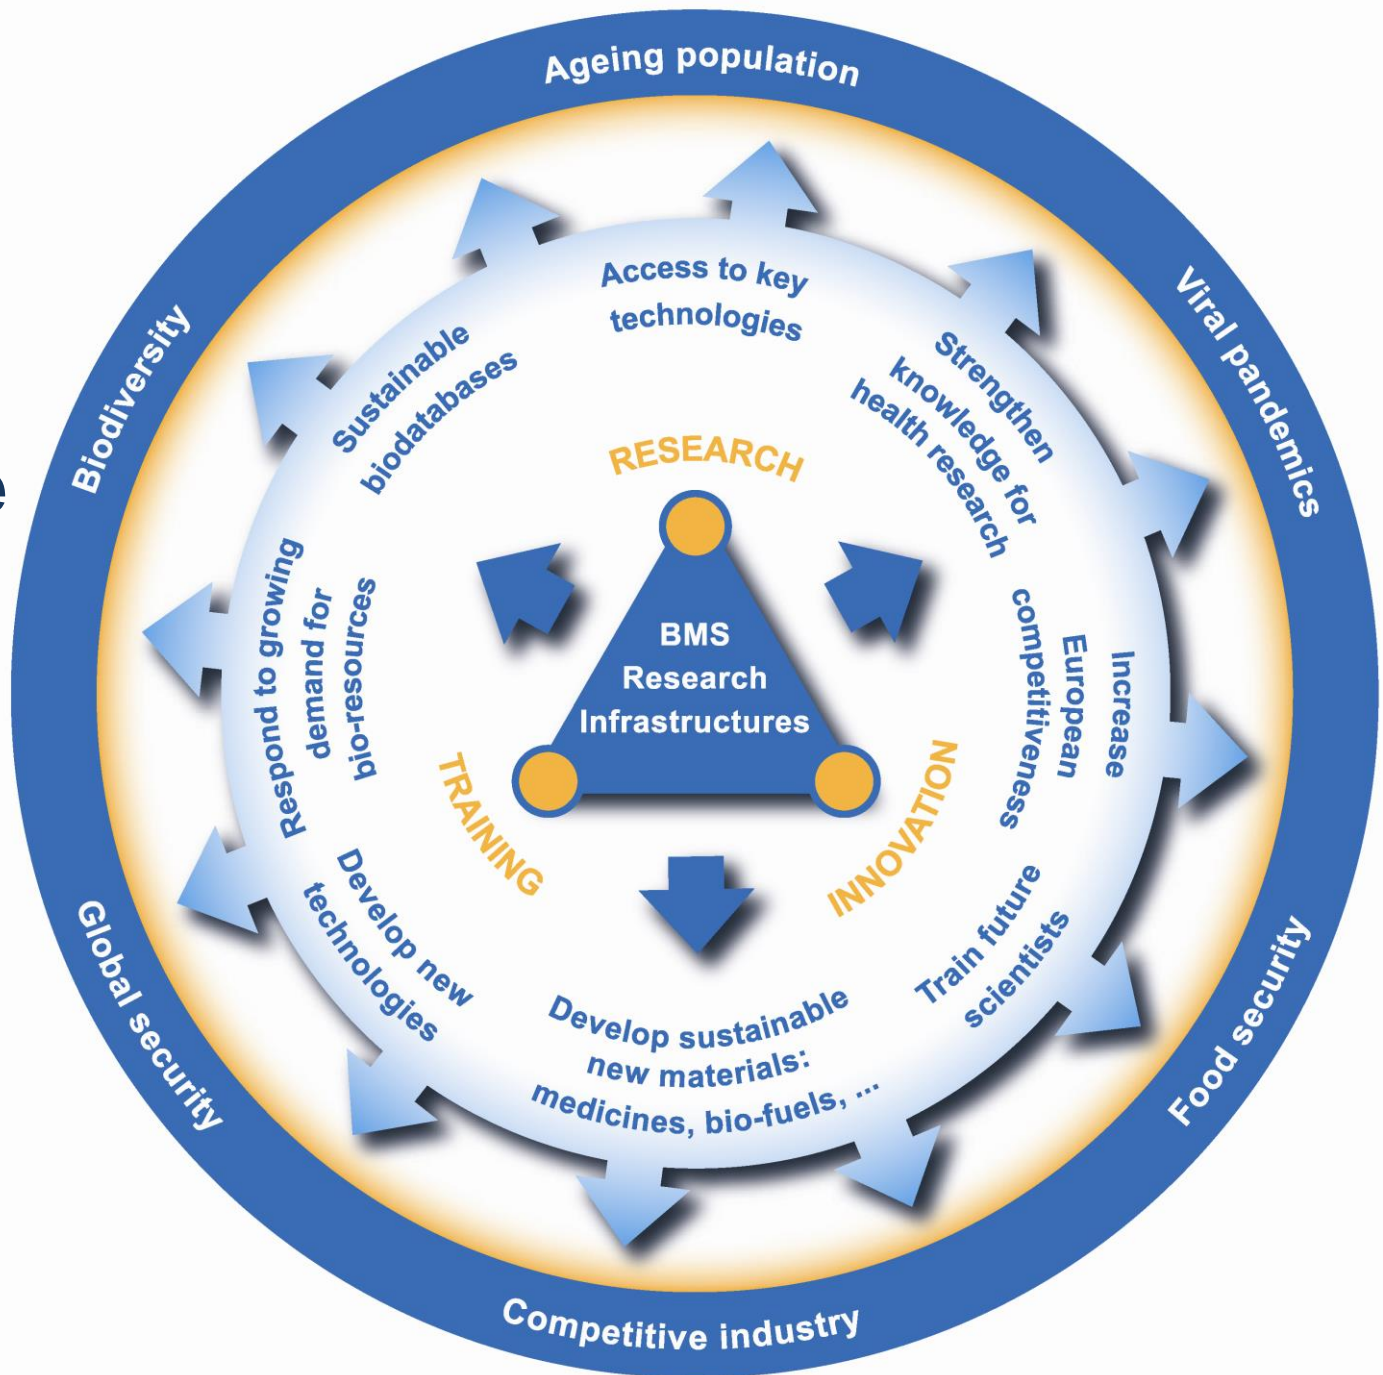 Ageing population
Viral pandemics
Food security
Competitive industry
Global security
Biodiversity
Access to key
technologies
Strengthen
knowledge for
health research
Increase
European
competitiveness
Train future
scientists
Develop sustainable
new materials:
medicines, bio-fuels, ...
Develop new
technologies
Respond to growing
demand for
bio-resources
Sustainable
biodatabases
RESEARCH
INNOVATION
TRAINING
BMS
Research
Infrastructures
e